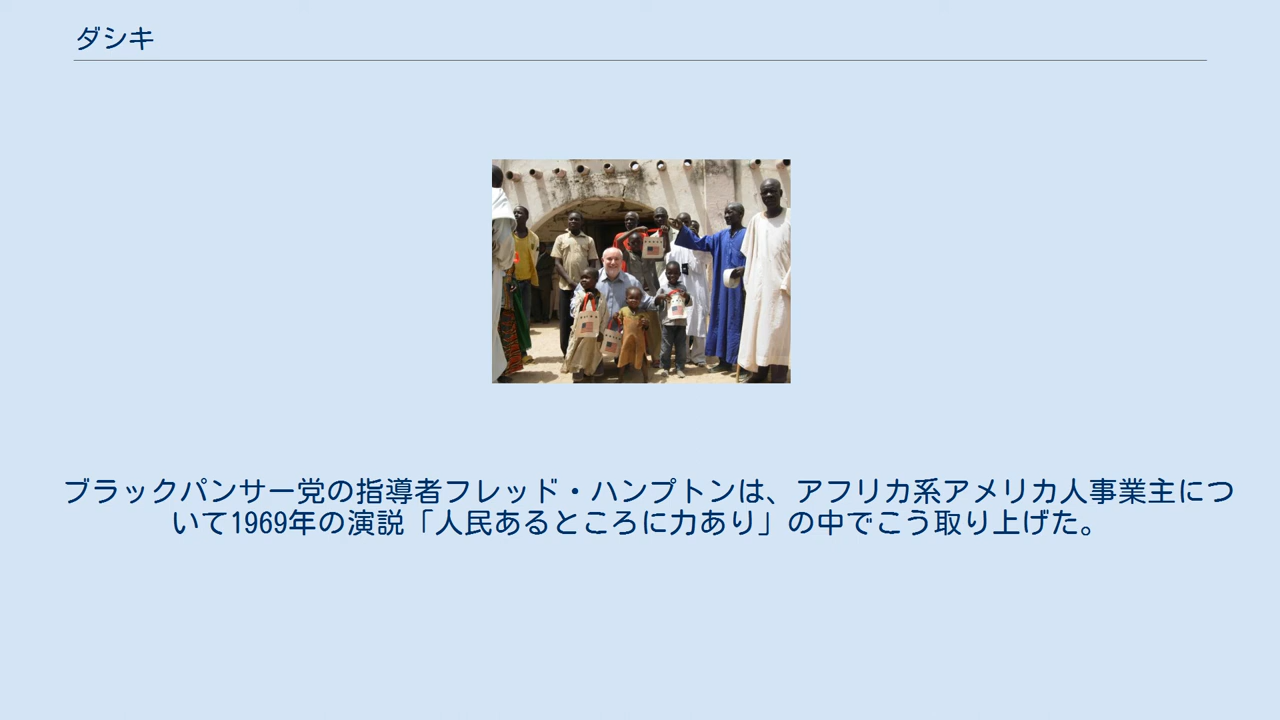 ダシキ
ブラックパンサー党の指導者フレッド・ハンプトンは、アフリカ系アメリカ人事業主につ
いて1969年の演説「人民あるところに力あり」の中でこう取り上げた。